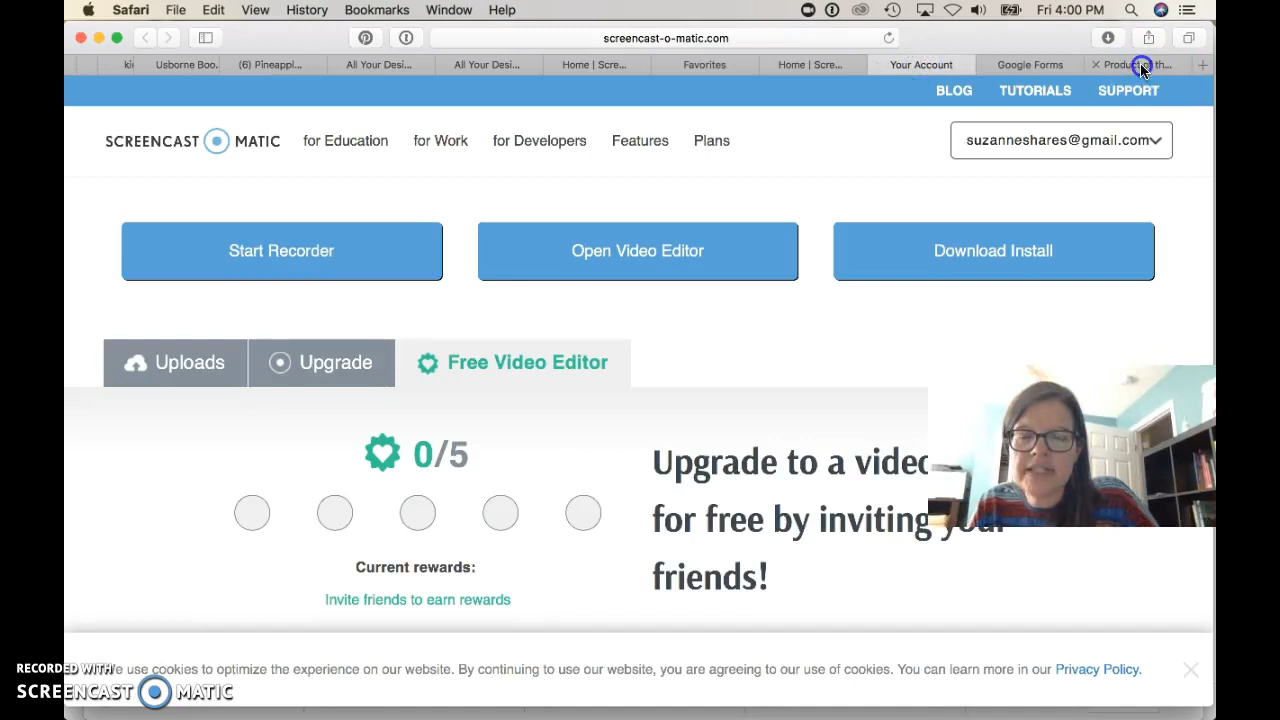 Safari File Edit View History Bookmarks Window Help Fri 4:00 PM
screencast-o-matic.com
Usborne Boo. (6) Pineappl... All Your Desi... All Your Desi... Home | Scre... Favorites Home | Scre... Your Account Google Forms
BLOG TUTORIALS SUPPORT
SCREENCAST MATIC for Education for Work for Developers Features Plans suzanneshares@gmail.com
Start Recorder Open Video Editor Download Install
Uploads Upgrade Free Video Editor
0/5
Upgrade to a video
for free by inviting your
friends!
Current rewards:
Invite friends to earn rewards
We use cookies to optimize the experience on our website. By continuing to use our website, you are agreeing to our use of cookies. You can learn more in our Privacy Policy.
RECORDED WITH
SCREENCAST MATIC